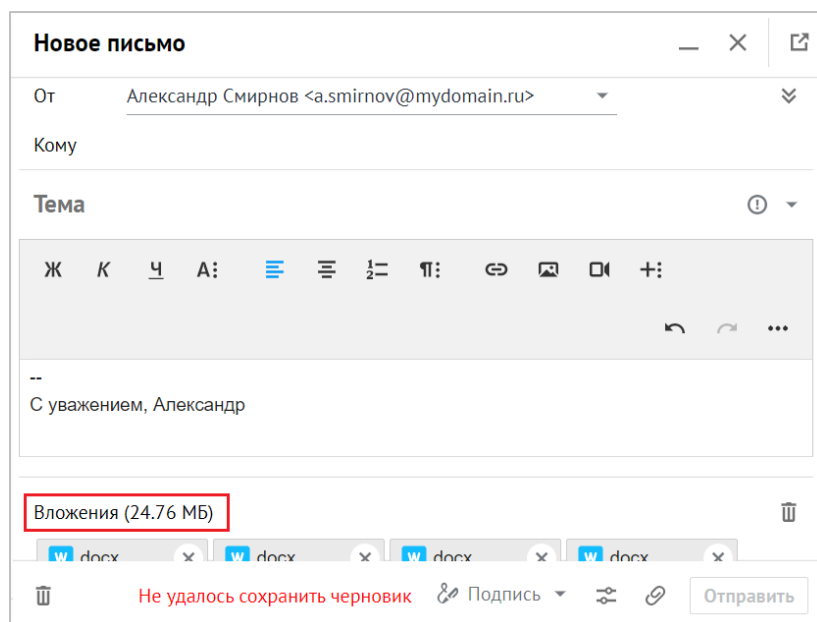 Новое письмо
От Александр Смирнов <a.smirnov@mydomain.ru>
Кому
Тема
Ж К Ч А
--
С уважением, Александр
Вложения (24.76 МБ)
W docx W docx W docx W docx
Не удалось сохранить черновик Подпись Отправить